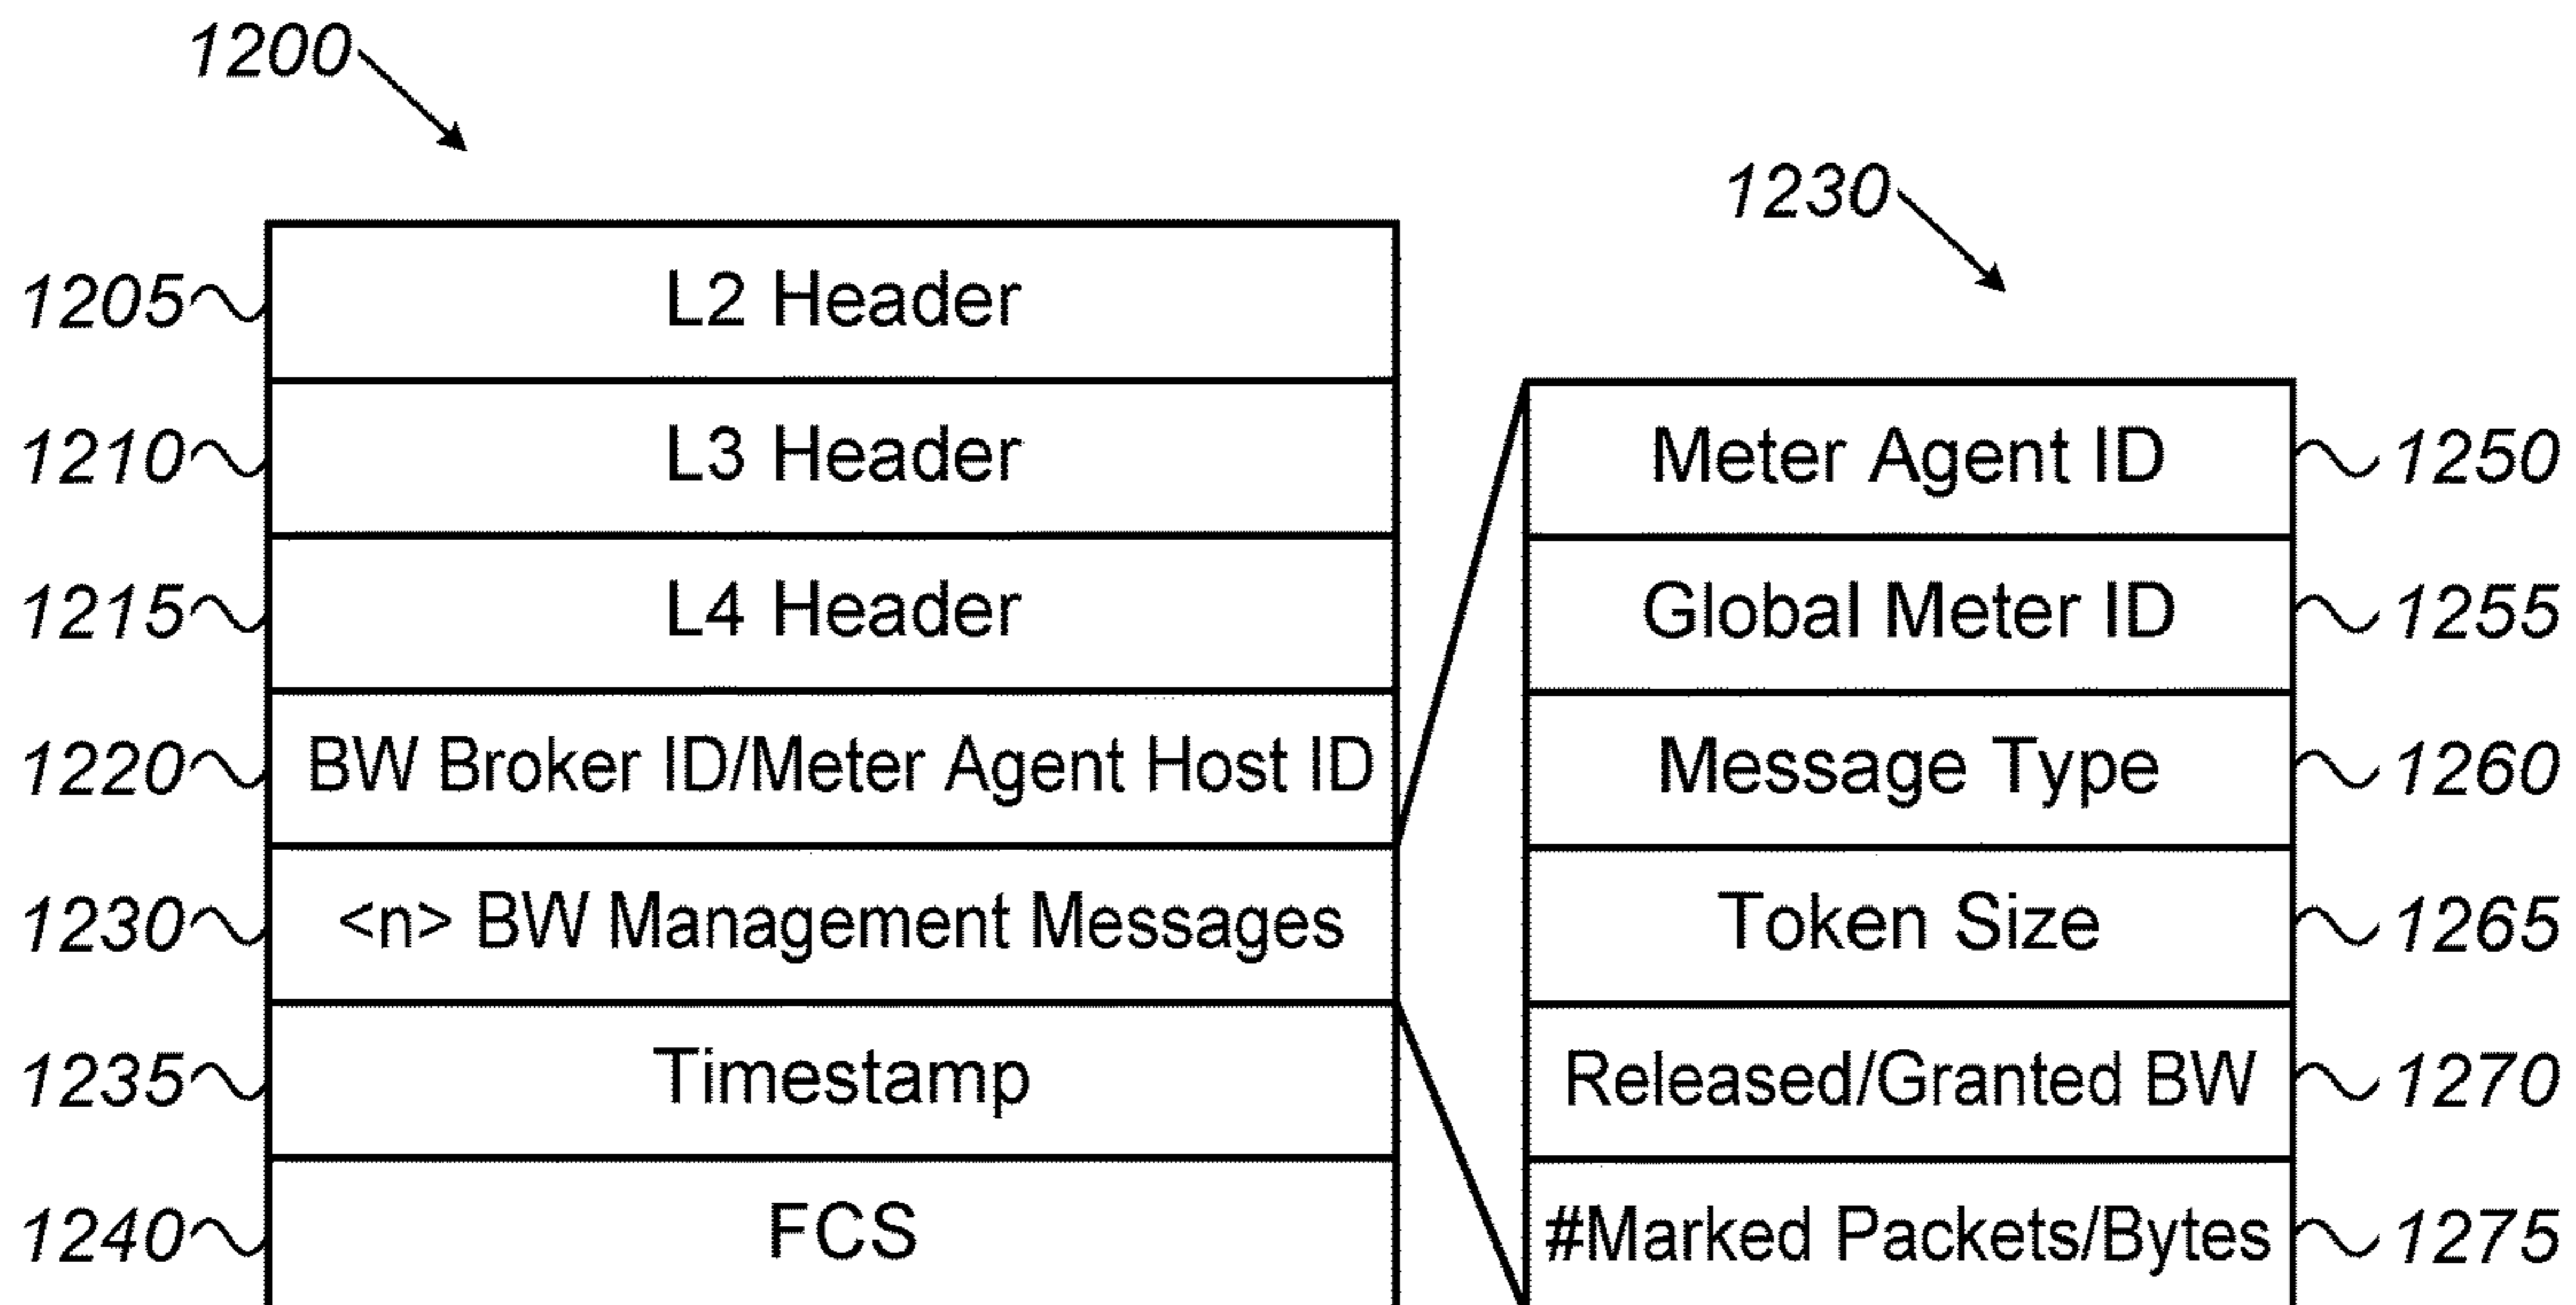 1200
1230
1205 L2 Header
1210 L3 Header
1215 L4 Header
1220 BW Broker ID/Meter Agent Host ID
1230 <n> BW Management Messages
1235 Timestamp
1240 FCS
Meter Agent ID 1250
Global Meter ID 1255
Message Type 1260
Token Size 1265
Released/Granted BW 1270
#Marked Packets/Bytes 1275